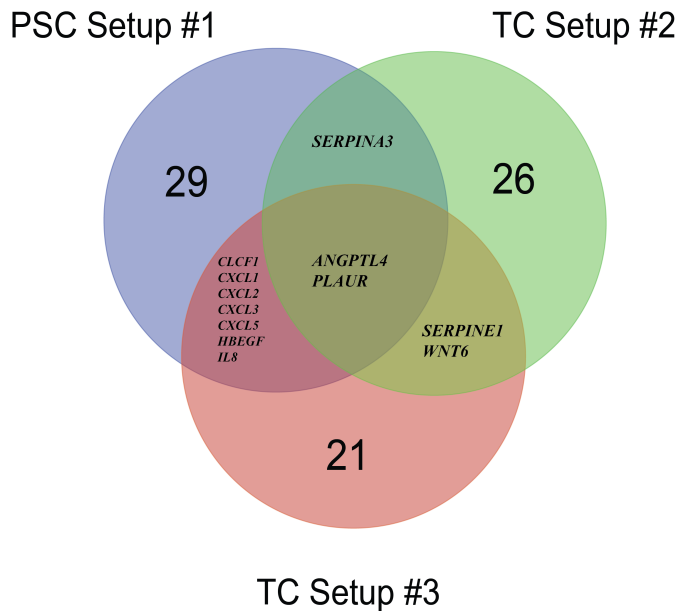 PSC Setup #1
TC Setup #2
SERPINA3
29
26
CLCF1
CXCL1
CXCL2
CXCL3
CXCL5
HBEGF
IL8
ANGPTL4
PLAUR
SERPINE1
WNT6
21
TC Setup #3